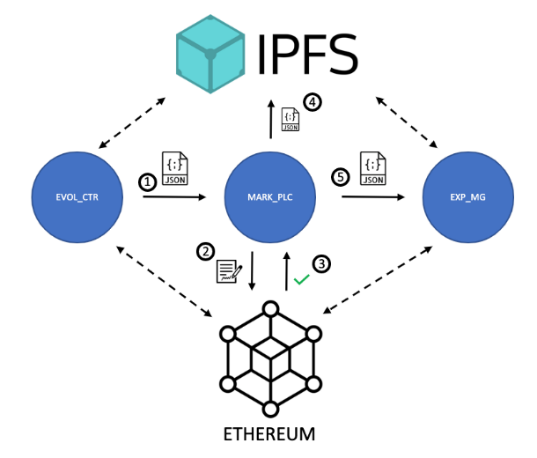 IPFS
④
{:}
JSON
①
{:}
JSON
⑤
{:}
JSON
EVOL_CTR
MARK_PLC
EXP_MG
②
③
ETHEREUM